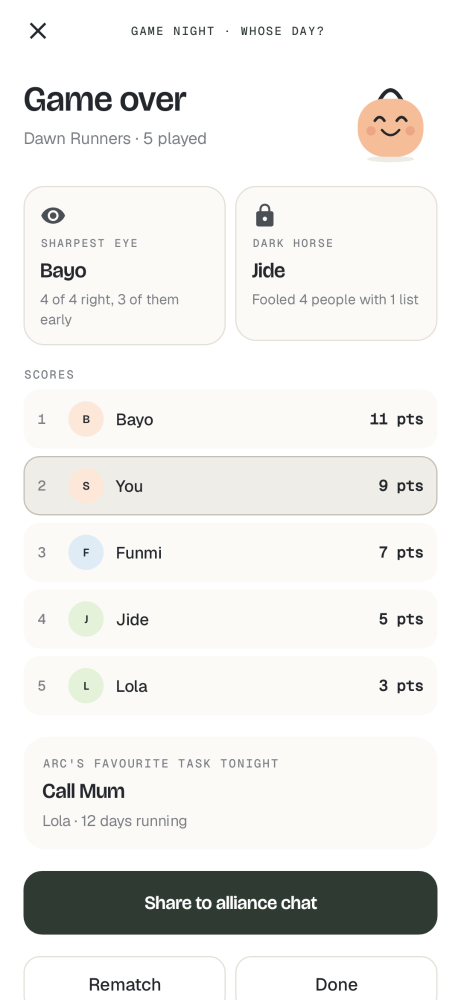 GAME NIGHT · WHOSE DAY?
Game over
Dawn Runners · 5 played
SHARPEST EYE
Bayo
4 of 4 right, 3 of them
early
DARK HORSE
Jide
Fooled 4 people with 1 list
SCORES
1 B Bayo 11 pts
2 S You 9 pts
3 F Funmi 7 pts
4 J Jide 5 pts
5 L Lola 3 pts
ARC'S FAVOURITE TASK TONIGHT
Call Mum
Lola · 12 days running
Share to alliance chat
Rematch
Done